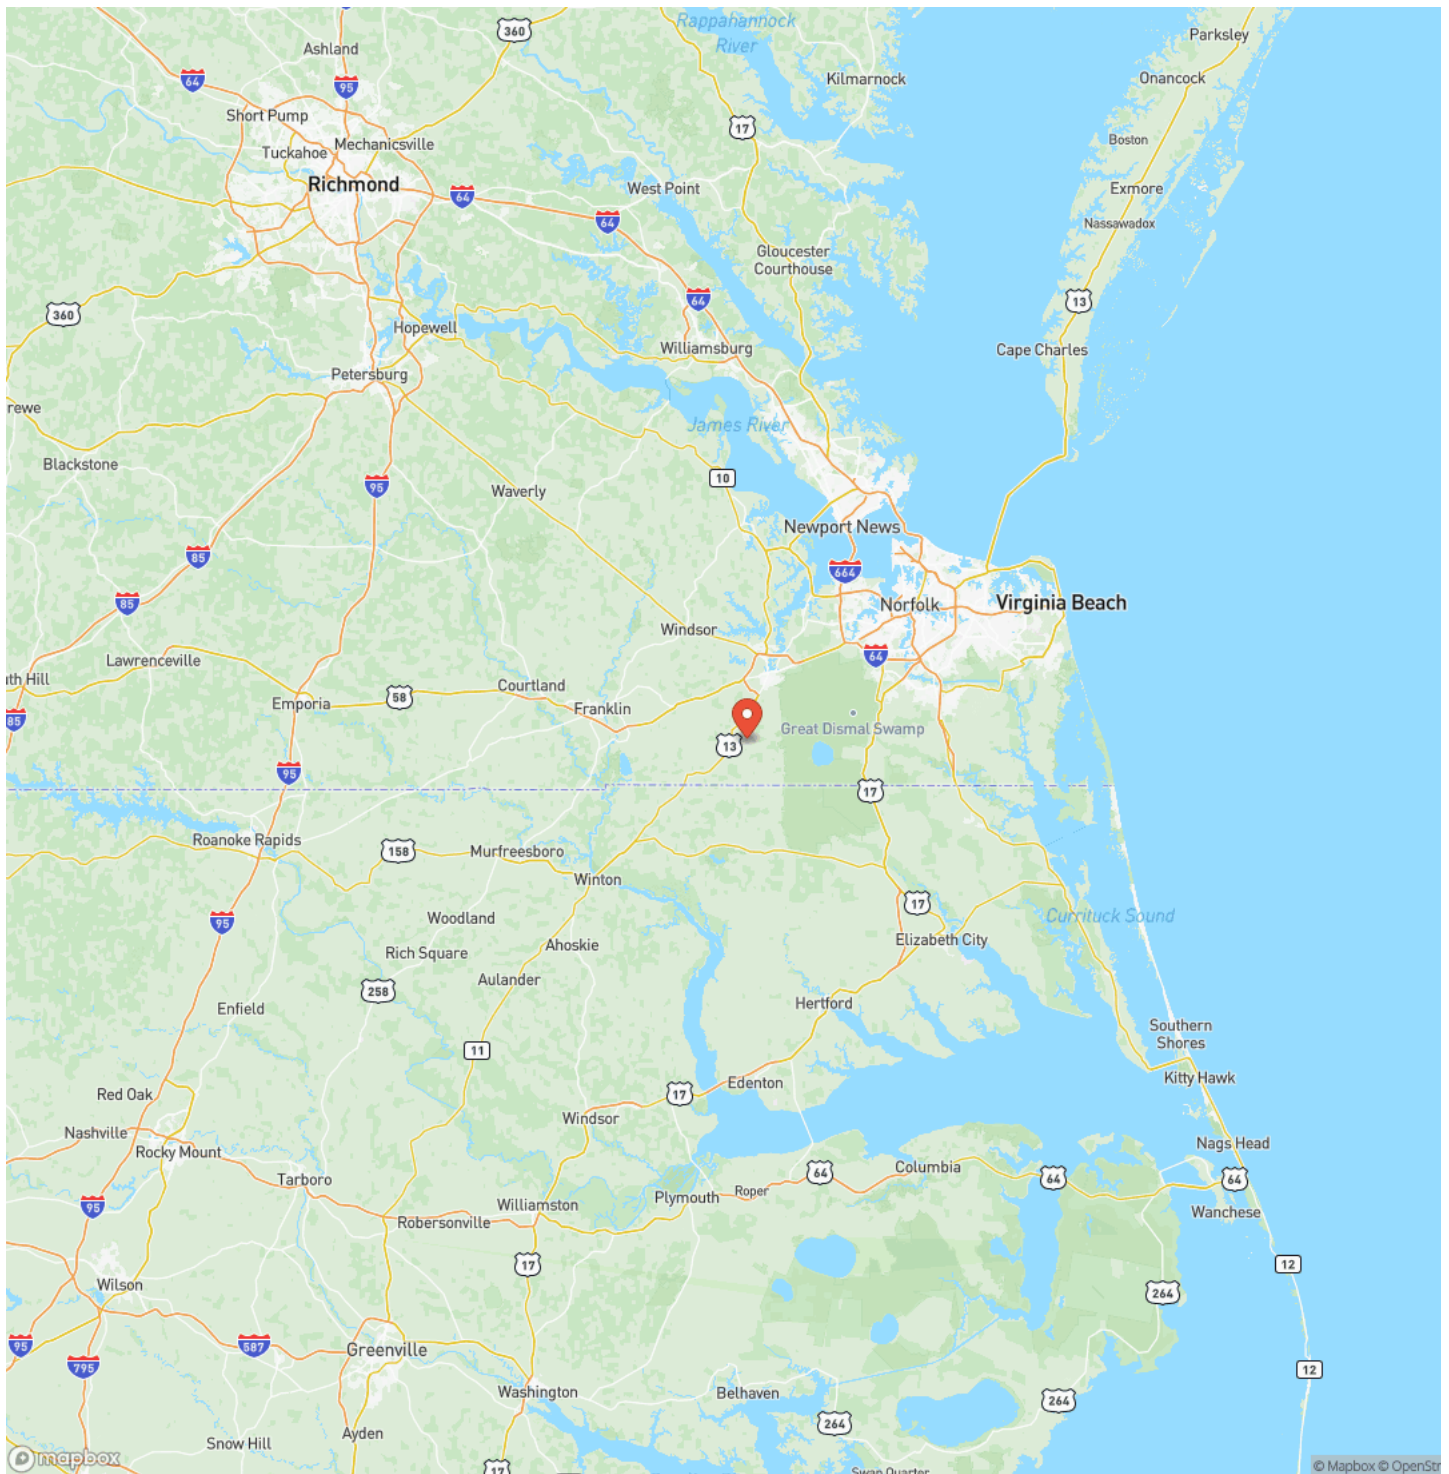 Rappahannock
River
Parksley
360
Ashland
Kilmarnock
Onancock
64
95
Short Pump
17
Boston
Mechanicsville
Tuckahoe
Richmond
64
West Point
Exmore
64
Nassawadox
Gloucester
Courthouse
64
13
360
Hopewell
Williamsburg
Cape Charles
Petersburg
rewe
James River
Blackstone
10
95
Waverly
Newport News
85
664
85
Norfolk
Virginia Beach
Windsor
64
Lawrenceville
ath Hill
Courtland
58
Emporia
Franklin
85
Great Dismal Swamp
13
95
17
Roanoke Rapids
158
Murfreesboro
Winton
17
Woodland
95
Currituck Sound
Ahoskie
Elizabeth City
Rich Square
Aulander
258
Enfield
Hertford
Southern
Shores
11
Kitty Hawk
Edenton
Red Oak
17
Windsor
Nashville
Nags Head
Rocky Mount
Columbia
64
64
64
Tarboro
Roper
Plymouth
95
Williamston
Wanchese
Robersonville
17
12
Wilson
264
95
587
Greenville
795
12
Washington
Belhaven
264
264
Ayden
Snow Hill
mapbox
17
Swan Quarter
© Mapbox © OpenStr